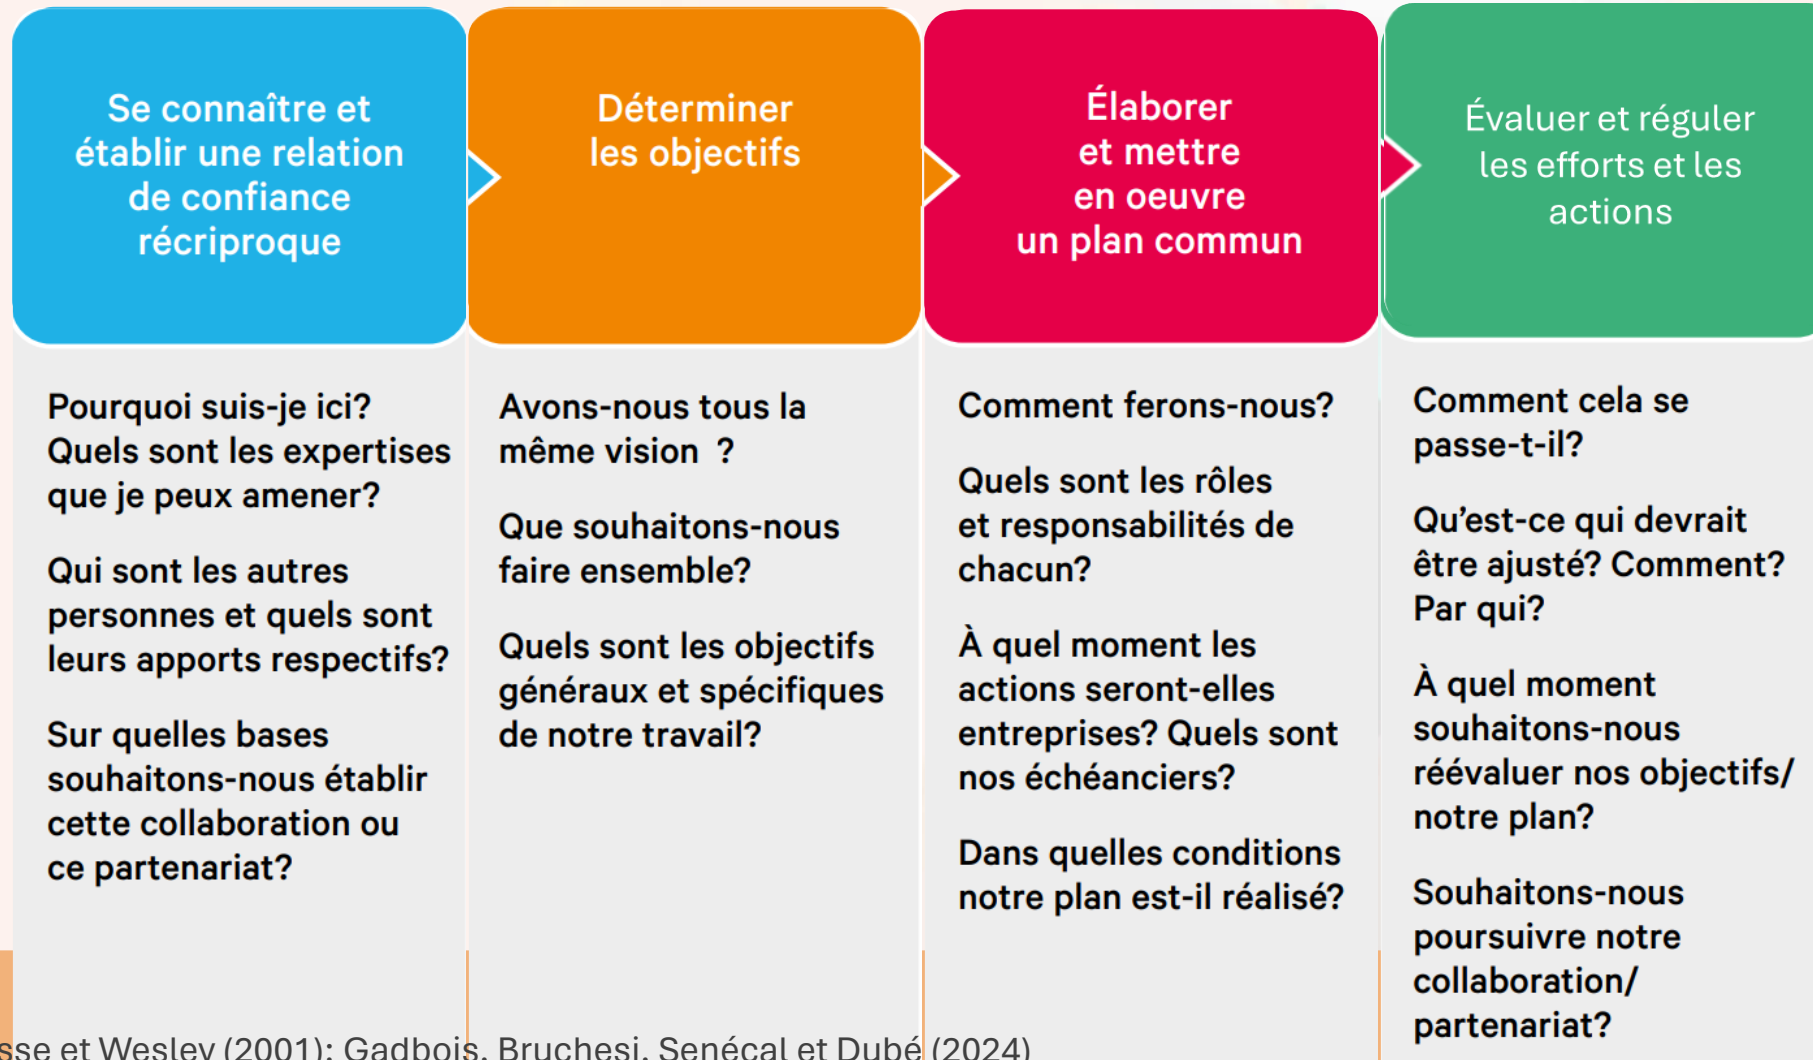 Se connaître et
établir une relation
de confiance
récriproque
Pourquoi suis-je ici?
Quels sont les expertises
que je peux amener?
Qui sont les autres
personnes et quels sont
leurs apports respectifs?
Sur quelles bases
souhaitons-nous établir
cette collaboration ou
ce partenariat?
Déterminer
les objectifs
Avons-nous tous la
même vision ?
Que souhaitons-nous
faire ensemble?
Quels sont les objectifs
généraux et spécifiques
de notre travail?
Élaborer
et mettre
en oeuvre
un plan commun
Comment ferons-nous?
Quels sont les rôles
et responsabilités de
chacun?
À quel moment les
actions seront-elles
entreprises? Quels sont
nos échéanciers?
Dans quelles conditions
notre plan est-il réalisé?
Évaluer et réguler
les efforts et les
actions
Comment cela se
passe-t-il?
Qu’est-ce qui devrait
être ajusté? Comment?
Par qui?
À quel moment
souhaitons-nous
réévaluer nos objectifs/
notre plan?
Souhaitons-nous
poursuivre notre
collaboration/
partenariat?
et Wesley (2001); Gadbois, Bruchesi, Senécal et Dubé (2024)